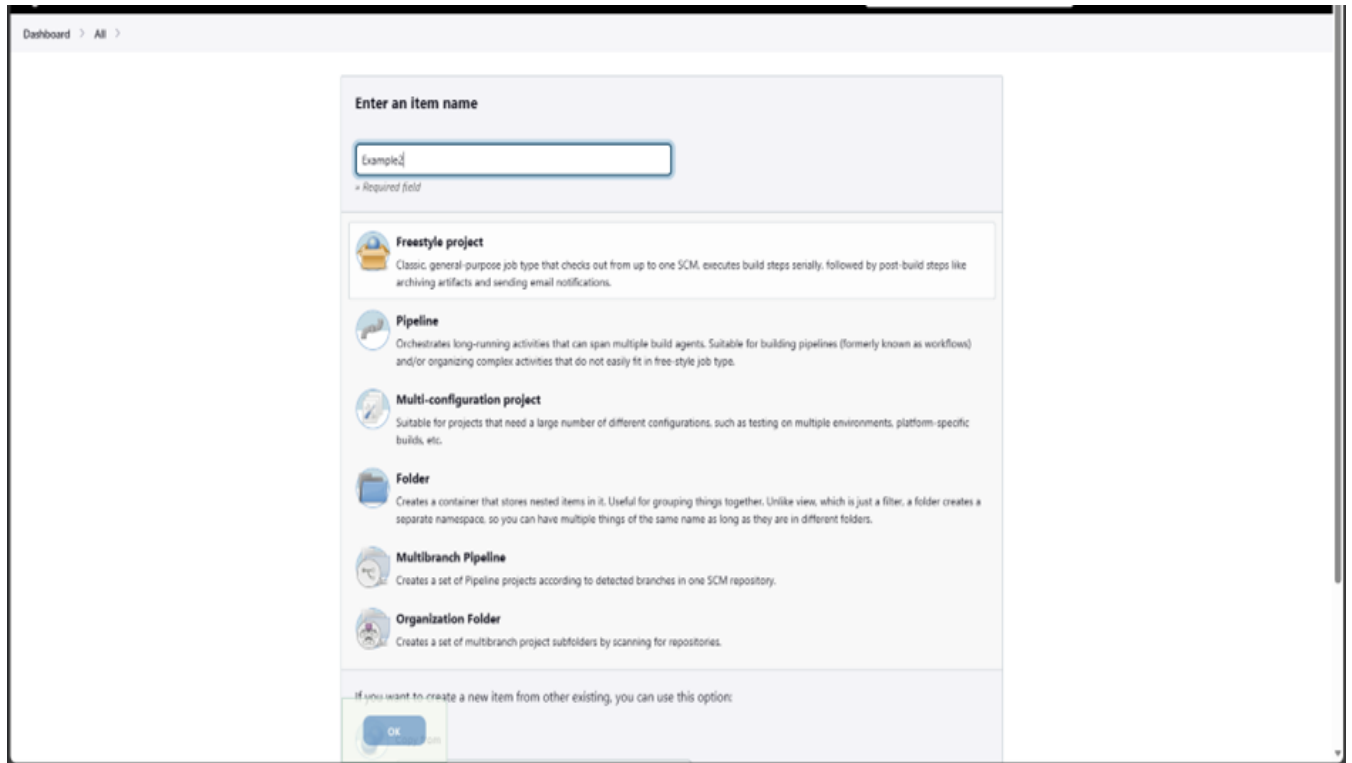 Dashboard > All >
Enter an item name
Example2
» Required field
Freestyle project
Classic, general-purpose job type that checks out from up to one SCM, executes build steps serially, followed by post-build steps like
archiving artifacts and sending email notifications.
Pipeline
Orchestrates long-running activities that can span multiple build agents. Suitable for building pipelines (formerly known as workflows)
and/or organizing complex activities that do not easily fit in free-style job type.
Multi-configuration project
Suitable for projects that need a large number of different configurations, such as testing on multiple environments, platform-specific
builds, etc.
Folder
Creates a container that stores nested items in it. Useful for grouping things together. Unlike view, which is just a filter, a folder creates a
separate namespace, so you can have multiple things of the same name as long as they are in different folders.
Multibranch Pipeline
Creates a set of Pipeline projects according to detected branches in one SCM repository.
Organization Folder
Creates a set of multibranch project subfolders by scanning for repositories.
If you want to create a new item from other existing, you can use this option:
OK
Copy from